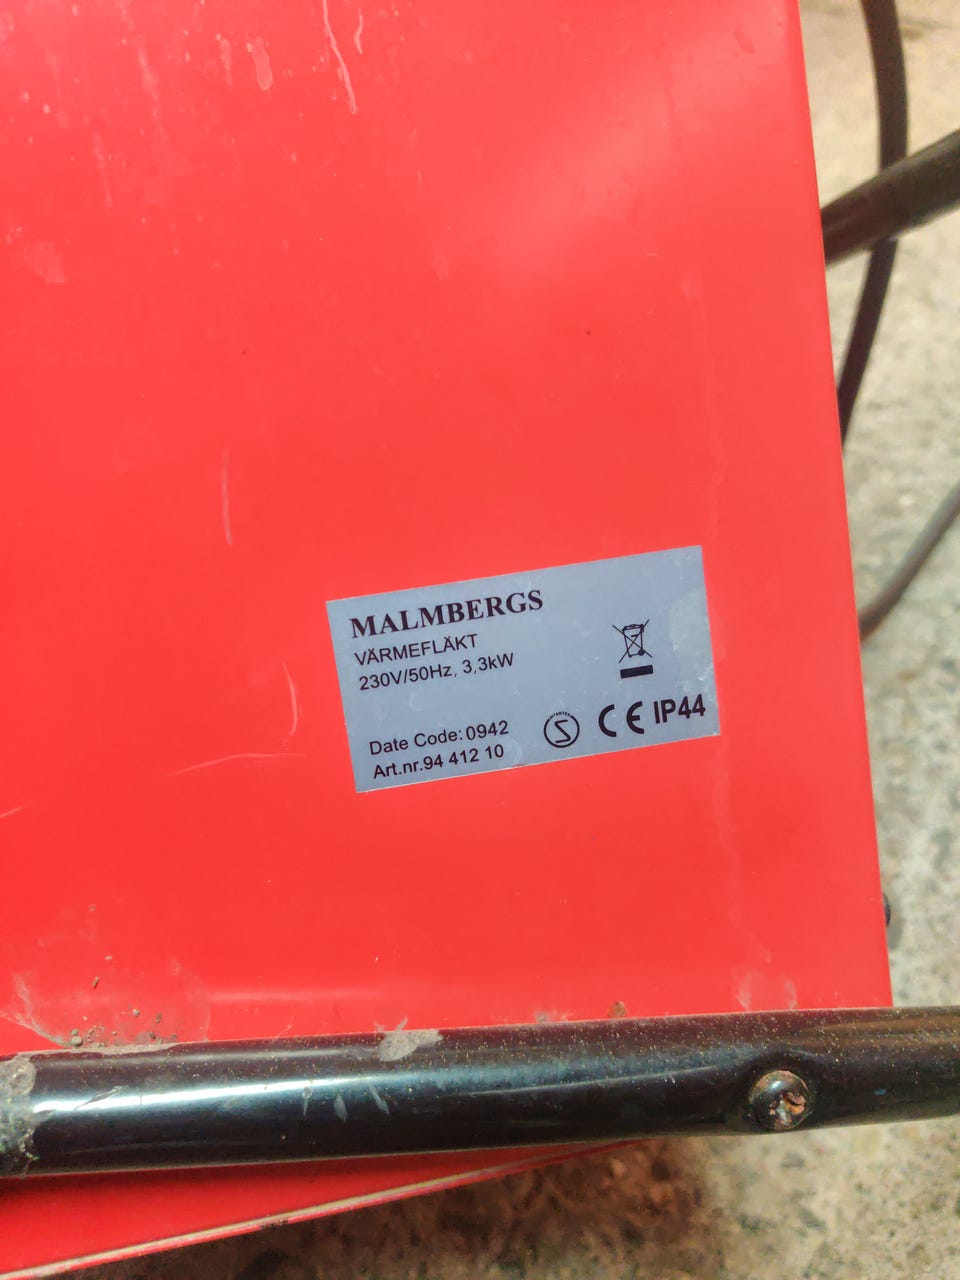 MALMBERGS
VÄRMEFLÄKT
230V/50Hz, 3,3kW
Date Code: 0942
Art.nr.94 412 10
S
CE IP44